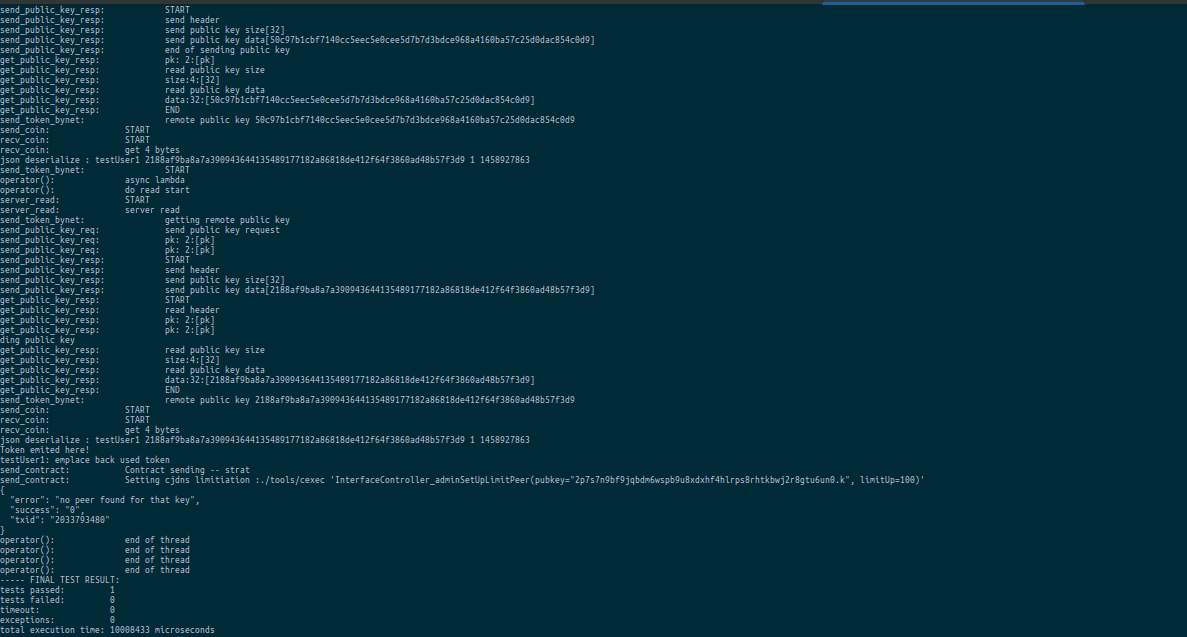 send_public_key_resp:            START
send_public_key_resp:            send header
send_public_key_resp:            send public key size[32]
send_public_key_resp:            send public key data[50c97b1cbf7140cc5eec5e0cee5d7b7d3bdce968a4160ba57c25d0dac854c0d9]
send_public_key_resp:            end of sending public key
get_public_key_resp:             pk: 2:[pk]
get_public_key_resp:             read public key size
get_public_key_resp:             size:4:[32]
get_public_key_resp:             read public key data
get_public_key_resp:             data:32:[50c97b1cbf7140cc5eec5e0cee5d7b7d3bdce968a4160ba57c25d0dac854c0d9]
get_public_key_resp:             END
send_token_bynet:                remote public key 50c97b1cbf7140cc5eec5e0cee5d7b7d3bdce968a4160ba57c25d0dac854c0d9
send_coin:               START
recv_coin:               START
recv_coin:               get 4 bytes
json deserialize : testUser1 2188af9ba8a7a390943644135489177182a86818de412f64f3860ad48b57f3d9 1 1458927863
send_token_bynet:                START
operator():              async lambda
operator():              do read start
server_read:             START
server_read:             server read
send_token_bynet:                getting remote public key
send_public_key_req:             send public key request
send_public_key_req:             pk: 2:[pk]
send_public_key_req:             pk: 2:[pk]
send_public_key_resp:            START
send_public_key_resp:            send header
send_public_key_resp:            send public key size[32]
send_public_key_resp:            send public key data[2188af9ba8a7a390943644135489177182a86818de412f64f3860ad48b57f3d9]
get_public_key_resp:             START
get_public_key_resp:             read header
get_public_key_resp:             pk: 2:[pk]
get_public_key_resp:             pk: 2:[pk]
ding public key
get_public_key_resp:             read public key size
get_public_key_resp:             size:4:[32]
get_public_key_resp:             read public key data
get_public_key_resp:             data:32:[2188af9ba8a7a390943644135489177182a86818de412f64f3860ad48b57f3d9]
get_public_key_resp:             END
send_token_bynet:                remote public key 2188af9ba8a7a390943644135489177182a86818de412f64f3860ad48b57f3d9
send_coin:               START
recv_coin:               START
recv_coin:               get 4 bytes
json deserialize : testUser1 2188af9ba8a7a390943644135489177182a86818de412f64f3860ad48b57f3d9 1 1458927863
Token emited here!
testUser1: emplace back used token
send_contract:           Contract sending -- strat
send_contract:           Setting cjdns limitiation :./tools/cexec 'InterfaceController_adminSetUpLimitPeer(pubkey="2p7s7n9bf9jqbdm6wspb9u8xdxhf4hlrps8rhtkbwj2r8gtu6un0.k", limitUp=100)'
{
  "error": "no peer found for that key",
  "success": "0",
  "txid": "2033793480"
}
operator():              end of thread
operator():              end of thread
operator():              end of thread
operator():              end of thread
----- FINAL TEST RESULT:
tests passed:         1
tests failed:         0
timeout:              0
exceptions:           0
total execution time: 10008433 microseconds